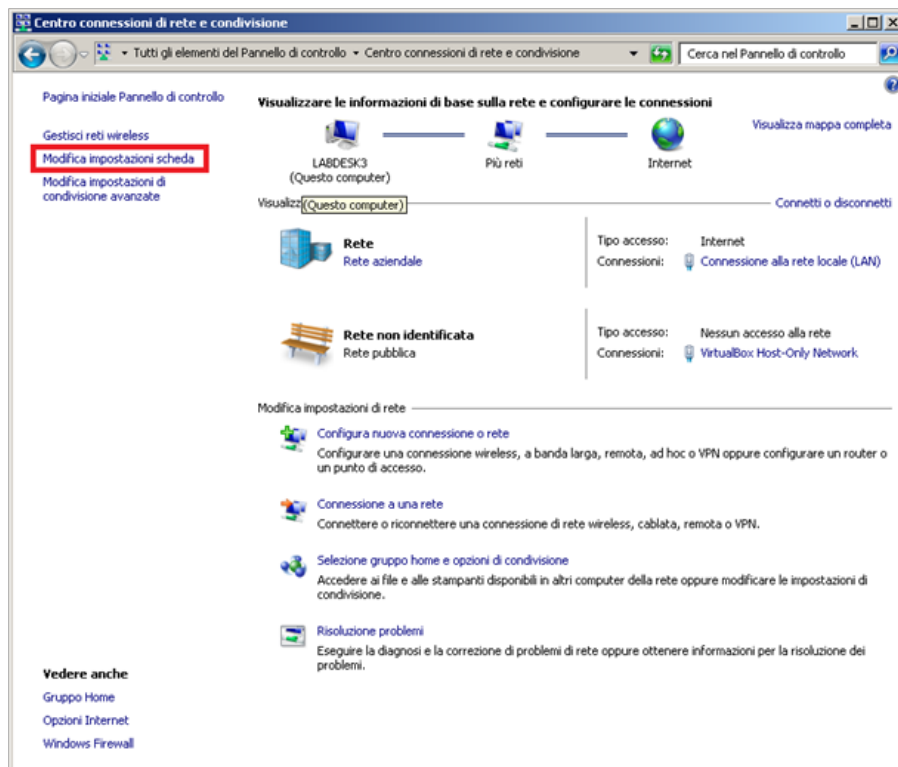 Centro connessioni di rete e condivisione
Tutti gli elementi del Pannello di controllo
Centro connessioni di rete e condivisione
Cerca nel Pannello di controllo
Pagina iniziale Pannello di controllo
Gestisci reti wireless
Modifica impostazioni scheda
Modifica impostazioni di
condivisione avanzate
Visualizzare le informazioni di base sulla rete e configurare le connessioni
Visualizza mappa completa
LABDESK3
(Questo computer)
Più reti
Internet
(Questo computer)
Connetti o disconnetti
Rete
Rete aziendale
Tipo accesso: Internet
Connessioni: Connessione alla rete locale (LAN)
Rete non identificata
Rete pubblica
Tipo accesso: Nessun accesso alla rete
Connessioni: VirtualBox Host-Only Network
Modifica impostazioni di rete
Configura nuova connessione o rete
Configurare una connessione wireless, a banda larga, remota, ad hoc o VPN oppure configurare un router o
un punto di accesso.
Connessione a una rete
Connettere o riconnettere una connessione di rete wireless, cablata, remota o VPN.
Selezione gruppo home e opzioni di condivisione
Accedere ai file e alle stampanti disponibili in altri computer della rete oppure modificare le impostazioni di
condivisione.
Risoluzione problemi
Eseguire la diagnosi e la correzione di problemi di rete oppure ottenere informazioni per la risoluzione dei
problemi.
Vedere anche
Gruppo Home
Opzioni Internet
Windows Firewall